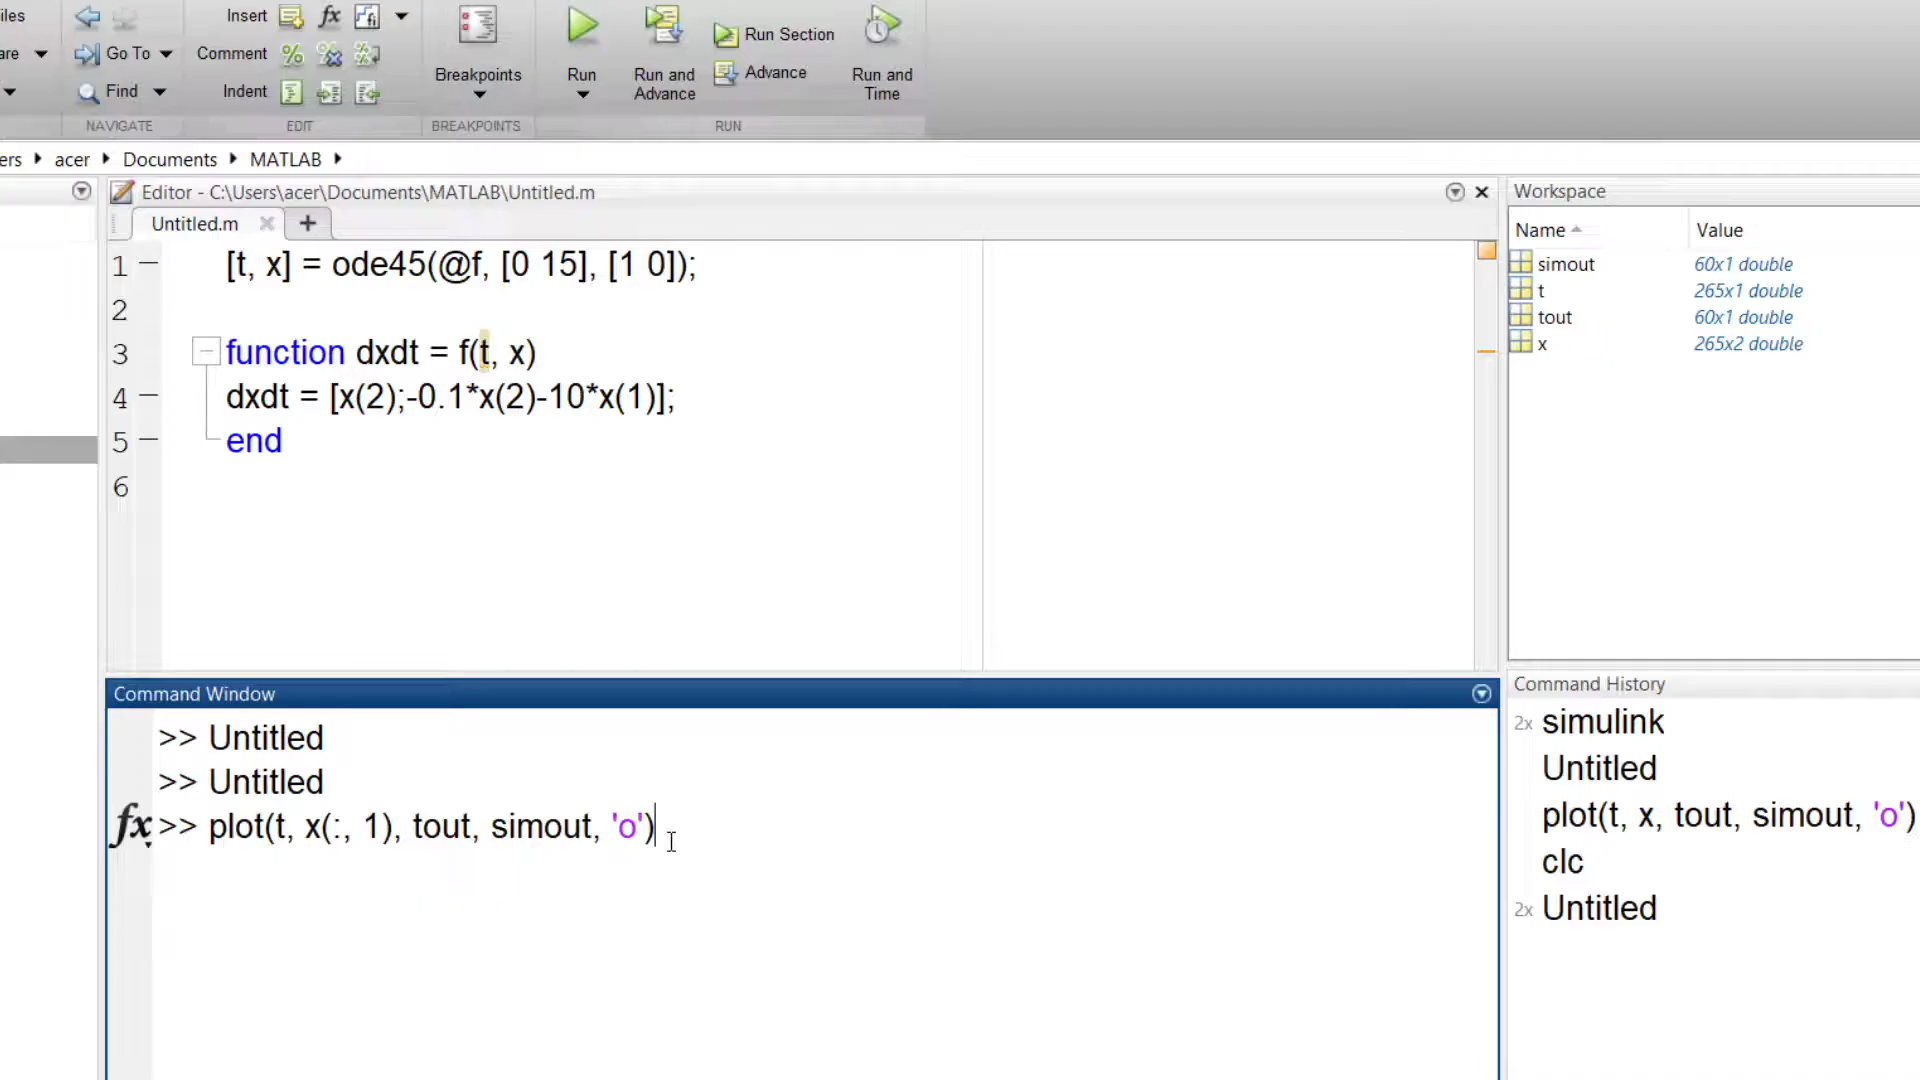 iles
Insert fx
Go To
Comment
Find
Indent
Breakpoints
Run
Run and
Advance
Run Section
Advance
Run and
Time
are
NAVIGATE
EDIT
BREAKPOINTS
RUN
ers acer Documents MATLAB
Editor - C:\Users\acer\Documents\MATLAB\Untitled.m
Untitled.m
1 [t, x] = ode45(@f, [0 15], [1 0]);
2
3 function dxdt = f(t, x)
4 dxdt = [x(2);-0.1*x(2)-10*x(1)];
5 end
6
Workspace
Name Value
simout 60x1 double
t 265x1 double
tout 60x1 double
x 265x2 double
Command Window
>> Untitled
>> Untitled
fx >> plot(t, x(:, 1), tout, simout, 'o')
Command History
2x simulink
Untitled
plot(t, x, tout, simout, 'o')
clc
2x Untitled